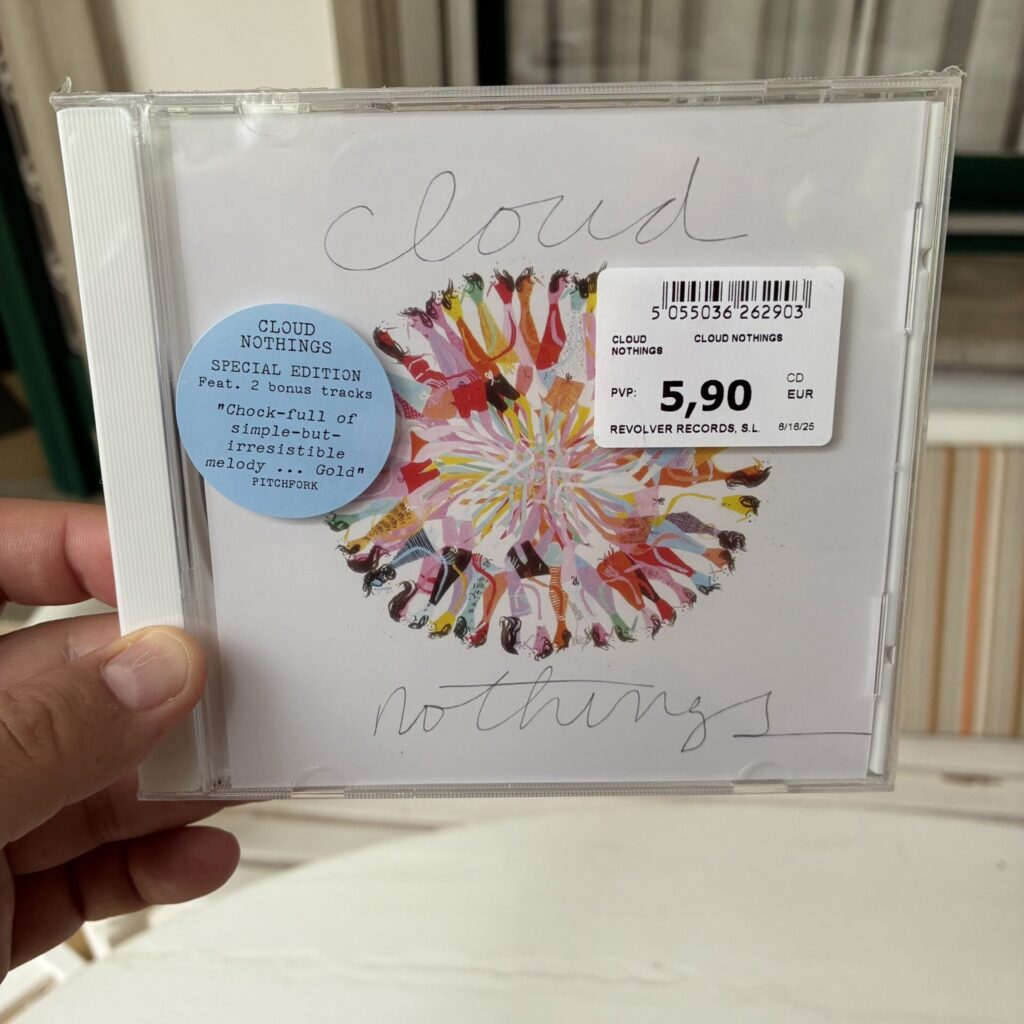 cloud
CLOUD
NOTHINGS
SPECIAL EDITION
Feat. 2 bonus tracks
"Chock-full of
simple-but-
irresistible
melody ... Gold"
PITCHFORK
5 055036 262903
CLOUD
NOTHINGS
CLOUD NOTHINGS
PVP: 5,90 CD
EUR
REVOLVER RECORDS, S.L. 6/16/25
nothings